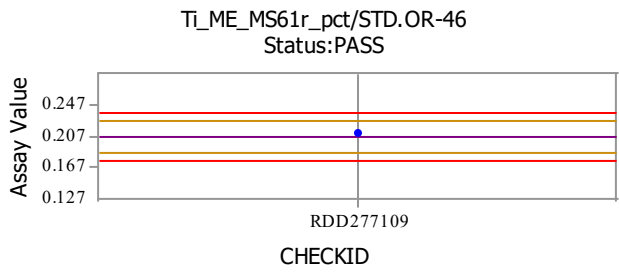 Ti_ME_MS61r_pct/STD.OR-46
Status:PASS
Assay Value
0.247
0.207
0.167
0.127
RDD277109
CHECKID